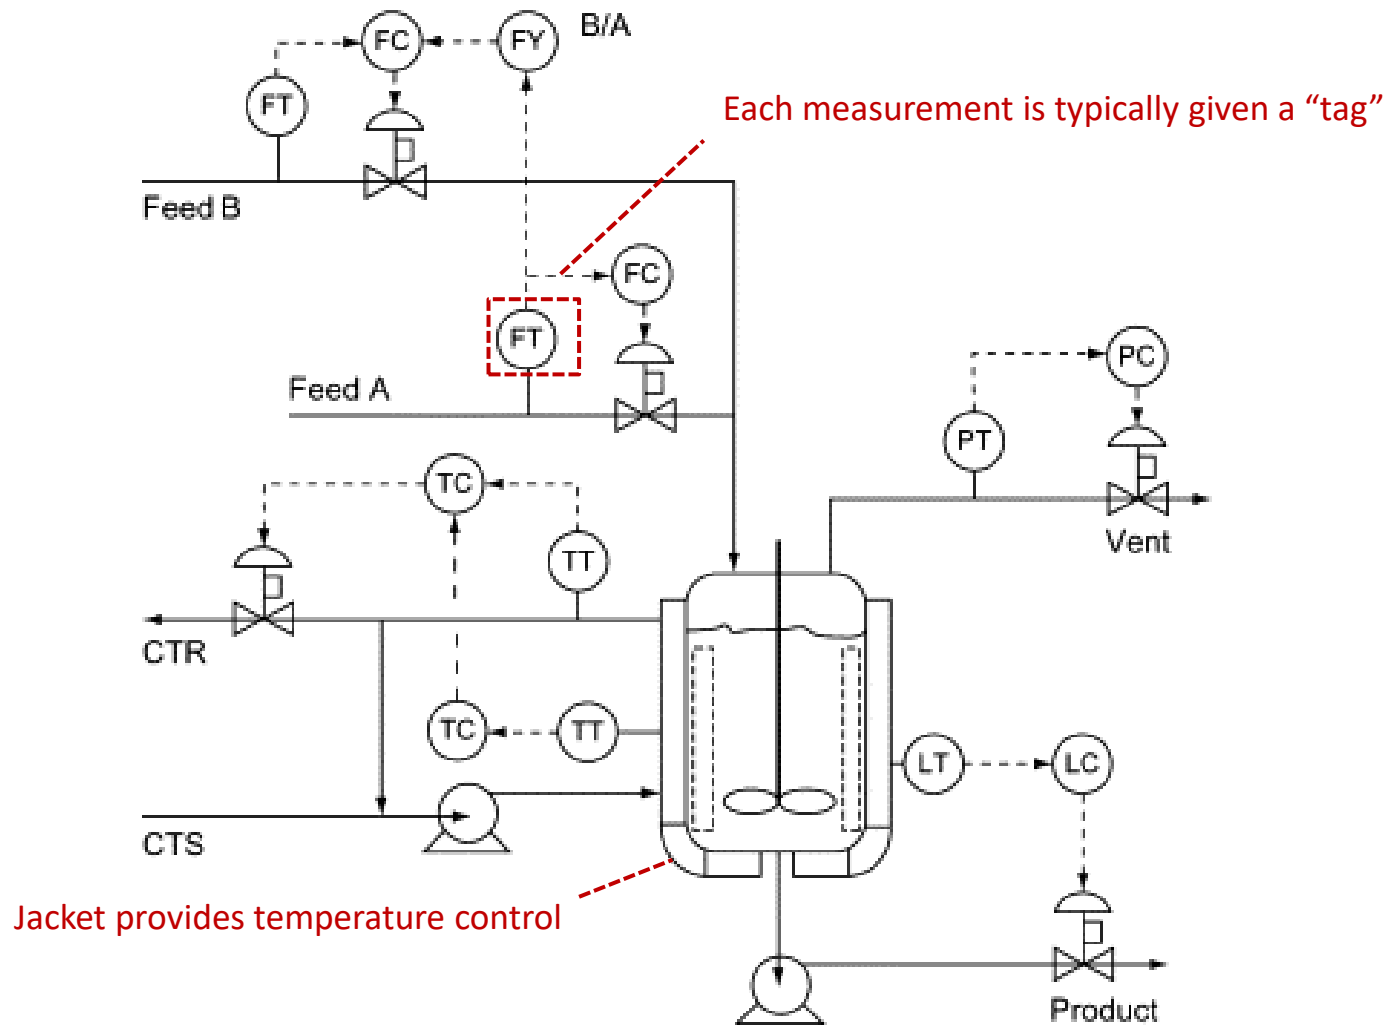 B/A
FC
FY
FT
Each measurement is typically given a “tag”
Feed B
FC
FT
Feed A
PC
PT
TC
Vent
TT
CTR
TC
TT
LT
LC
CTS
Jacket provides temperature control
Product